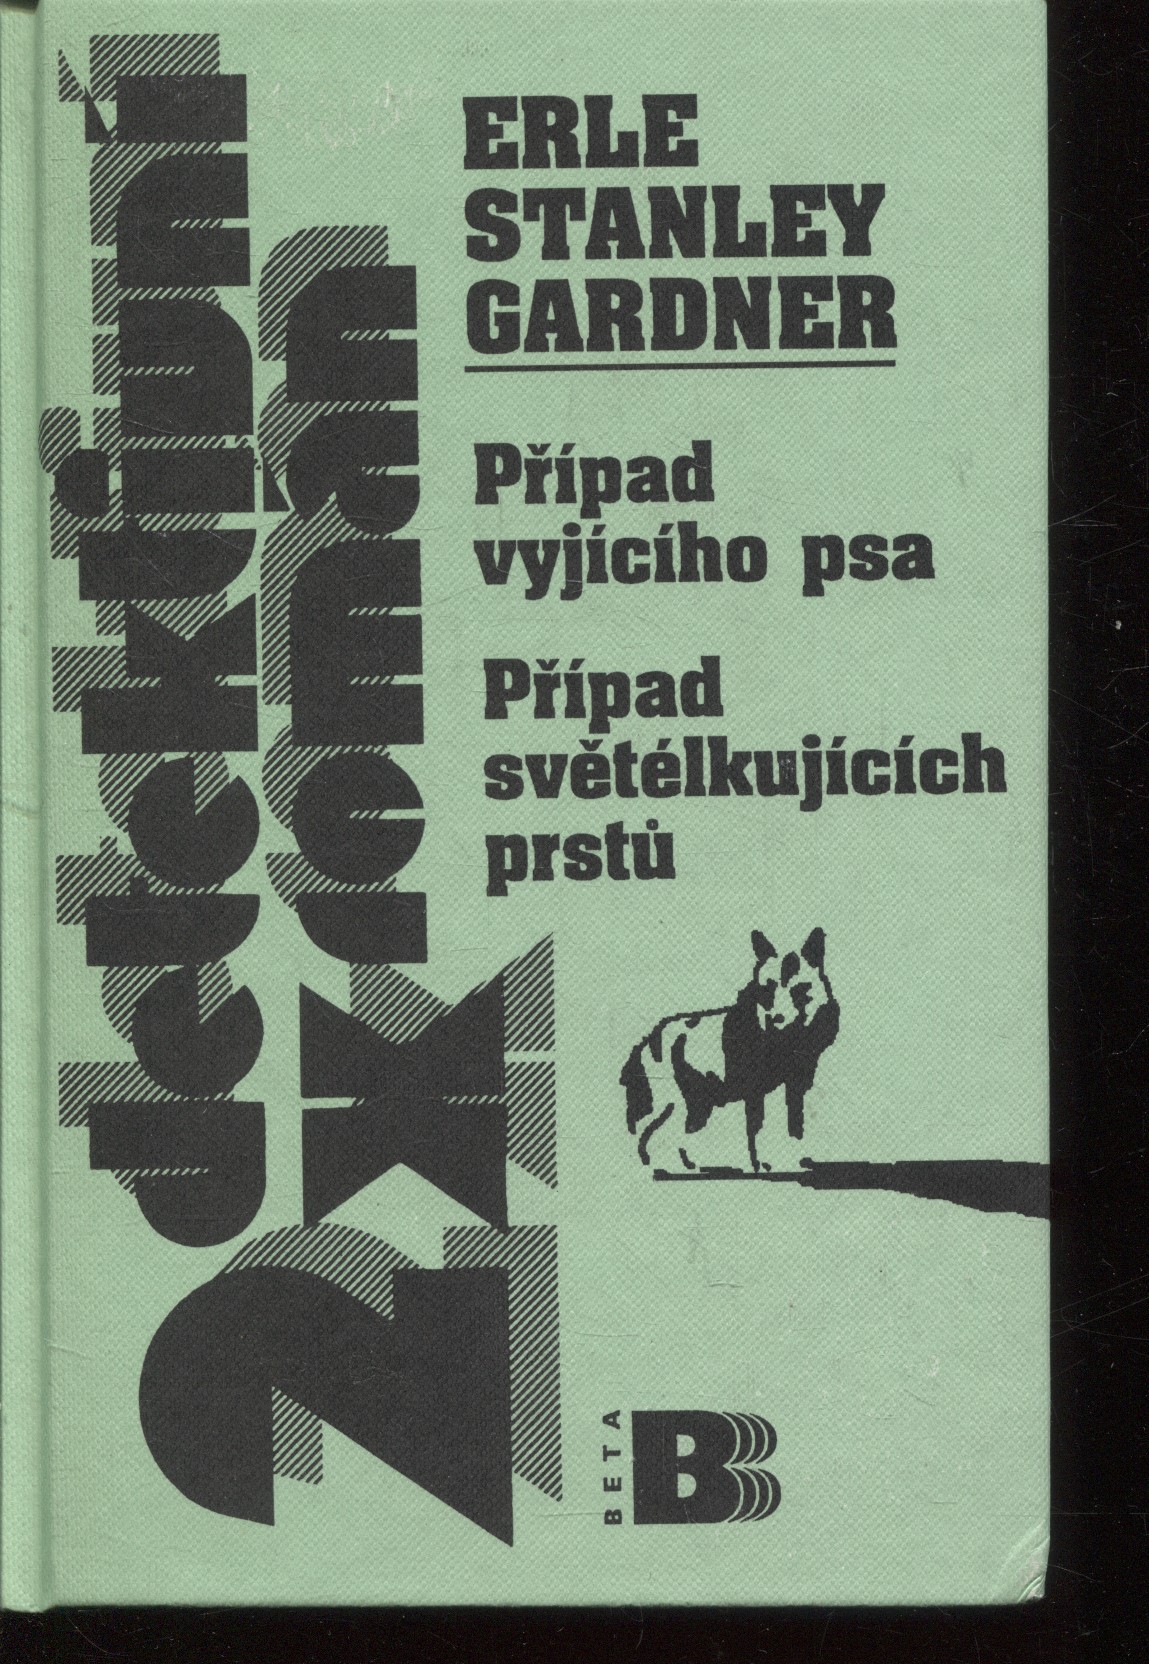 ERLE
STANLEY
GARDNER
Případ
vyjícího psa
Případ
světélkujících
prstů
2x detektivní
román
BETA
B